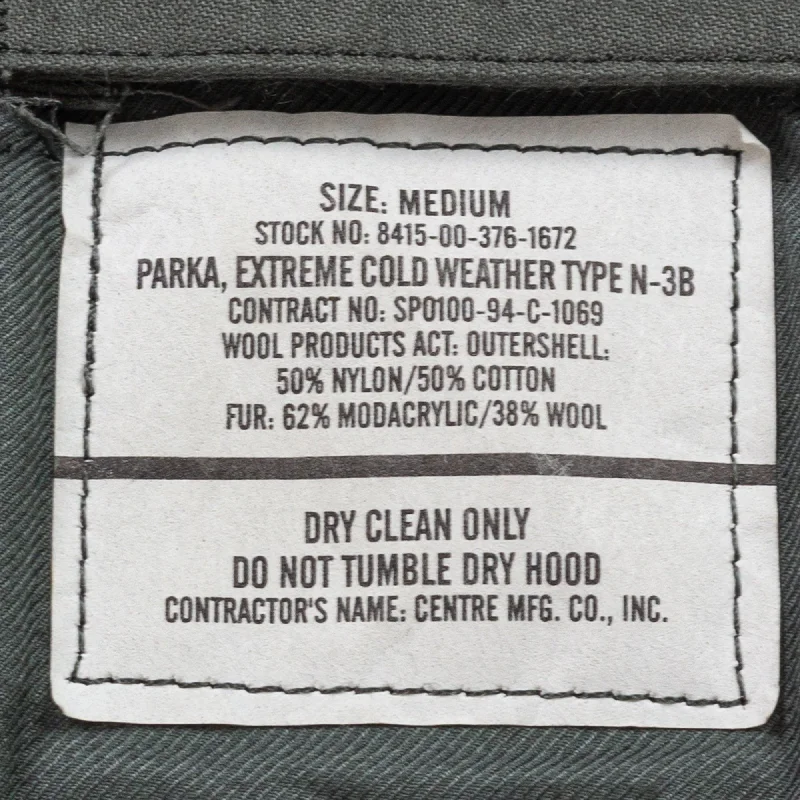 SIZE: MEDIUM
STOCK NO: 8415-00-376-1672
PARKA, EXTREME COLD WEATHER TYPE N-3B
CONTRACT NO: SP0100-94-C-1069
WOOL PRODUCTS ACT: OUTERSHELL:
50% NYLON/50% COTTON
FUR: 62% MODACRYLIC/38% WOOL
DRY CLEAN ONLY
DO NOT TUMBLE DRY HOOD
CONTRACTOR'S NAME: CENTRE MFG. CO., INC.